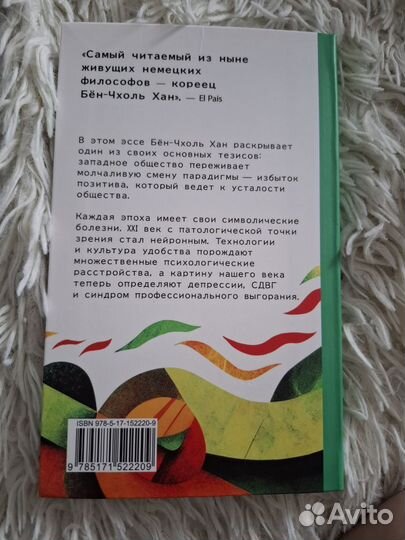 «Самый читаемый из ныне
живущих немецких
философов — кореец
Бён-Чхоль Хан». — El País
В этом эссе Бён-Чхоль Хан раскрывает
один из своих основных тезисов:
западное общество переживает
молчаливую смену парадигмы — избыток
позитива, который ведет к усталости
общества.
Каждая эпоха имеет свои символические
болезни. XXI век с патологической точки
зрения стал нейронным. Технологии
и культура удобства порождают
множественные психологические
расстройства, а картину нашего века
теперь определяют депрессии, СДВГ
и синдром профессионального выгорания.
ISBN 978-5-17-152220-9
9 785171 522209
Avito